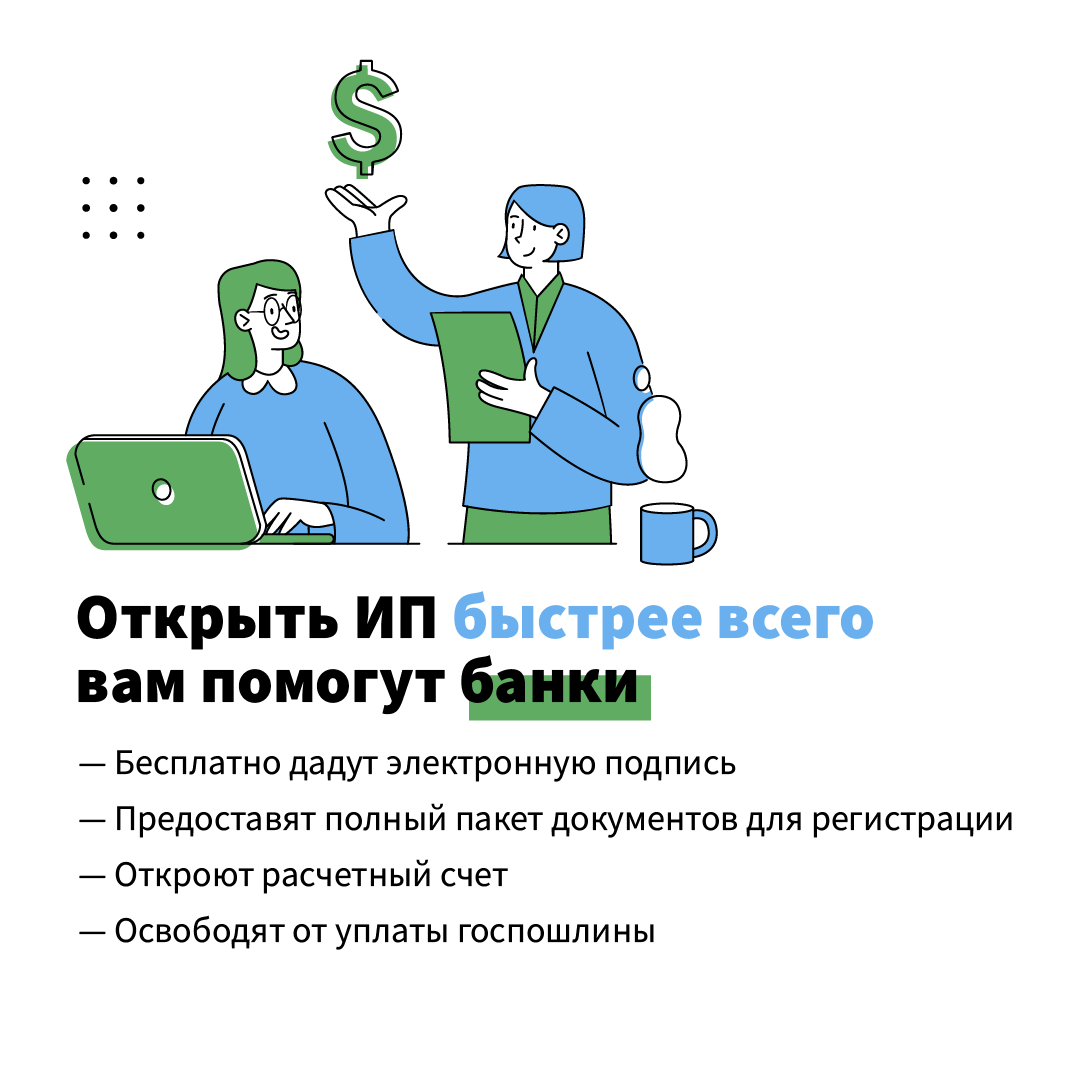 Открыть ИП быстрее всего
вам помогут банки
— Бесплатно дадут электронную подпись
— Предоставят полный пакет документов для регистрации
— Откроют расчетный счет
— Освободят от уплаты госпошлины